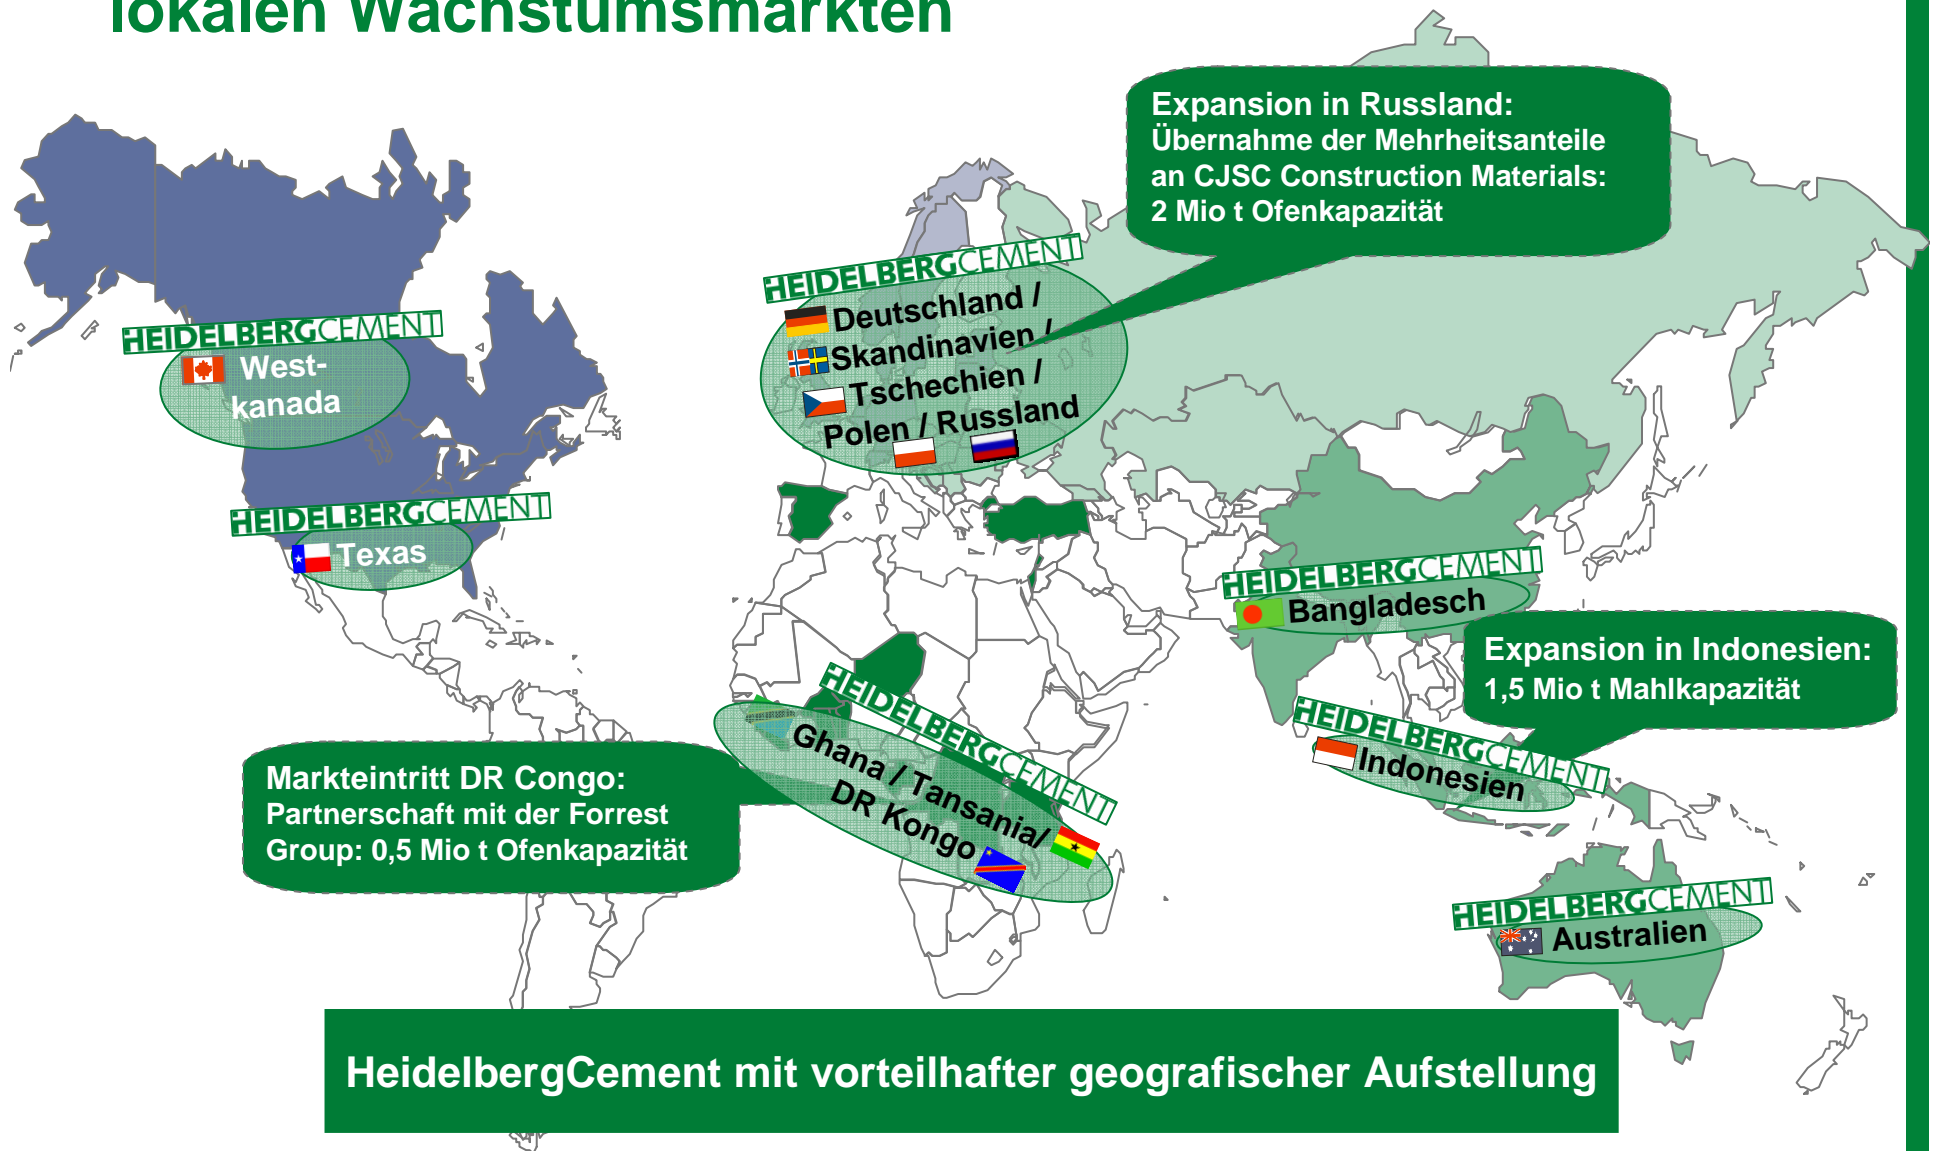 lokalen Wachstumsmärkten
Expansion in Russland:
Übernahme der Mehrheitsanteile
an CJSC Construction Materials:
2 Mio t Ofenkapazität
HEIDELBERGCEMENT
Deutschland /
Skandinavien /
Tschechien /
Polen / Russland
HEIDELBERGCEMENT
West-
kanada
HEIDELBERGCEMENT
Texas
HEIDELBERGCEMENT
Bangladesch
Expansion in Indonesien:
1,5 Mio t Mahlkapazität
HEIDELBERGCEMENT
Indonesien
HEIDELBERGCEMENT
Ghana / Tansania/
DR Kongo
Markteintritt DR Congo:
Partnerschaft mit der Forrest
Group: 0,5 Mio t Ofenkapazität
HEIDELBERGCEMENT
Australien
HeidelbergCement mit vorteilhafter geografischer Aufstellung